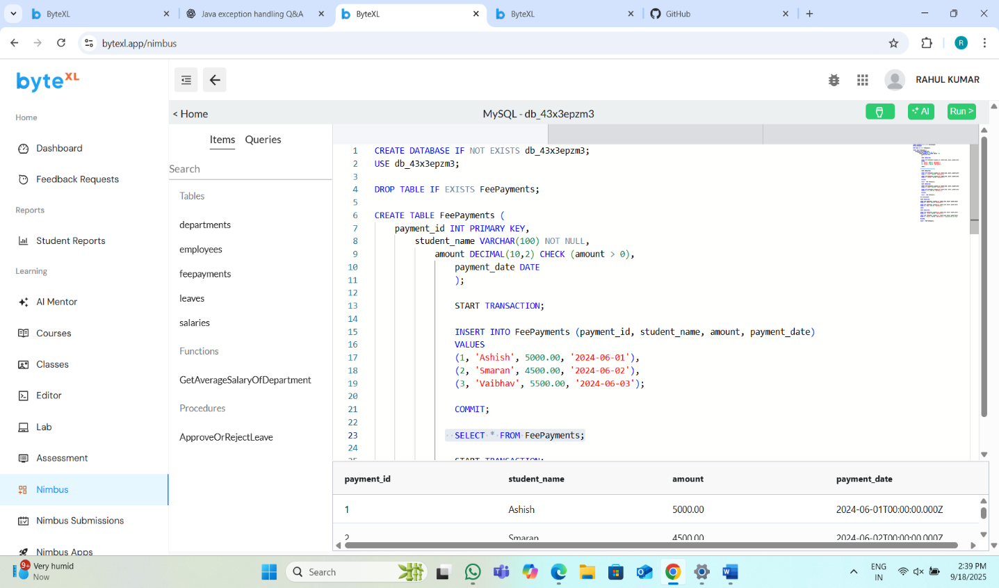 ByteXL
Java exception handling Q&A
ByteXL
ByteXL
GitHub
bytexl.app/nimbus
R
byteXL
RAHUL KUMAR
< Home
MySQL - db_43x3epzm3
AI
Run >
Home
Dashboard
Feedback Requests
Reports
Student Reports
Learning
AI Mentor
Courses
Classes
Editor
Lab
Assessment
Nimbus
Nimbus Submissions
Nimbus Apps
Items Queries
Search
Tables
departments
employees
feepayments
leaves
salaries
Functions
GetAverageSalaryOfDepartment
Procedures
ApproveOrRejectLeave
1 CREATE DATABASE IF NOT EXISTS db_43x3epzm3;
2 USE db_43x3epzm3;
3
4 DROP TABLE IF EXISTS FeePayments;
5
6 CREATE TABLE FeePayments (
7 payment_id INT PRIMARY KEY,
8 student_name VARCHAR(100) NOT NULL,
9 amount DECIMAL(10,2) CHECK (amount > 0),
10 payment_date DATE
11 );
12
13 START TRANSACTION;
14
15 INSERT INTO FeePayments (payment_id, student_name, amount, payment_date)
16 VALUES
17 (1, 'Ashish', 5000.00, '2024-06-01'),
18 (2, 'Smaran', 4500.00, '2024-06-02'),
19 (3, 'Vaibhav', 5500.00, '2024-06-03');
20
21 COMMIT;
22
23 SELECT * FROM FeePayments;
24
25 START TRANSACTION;
payment_id student_name amount payment_date
1 Ashish 5000.00 2024-06-01T00:00:00.000Z
2 Smaran 4500.00 2024-06-02T00:00:00.000Z
9+
Very humid
Now
Search
ENG
IN
2:39 PM
9/18/2025